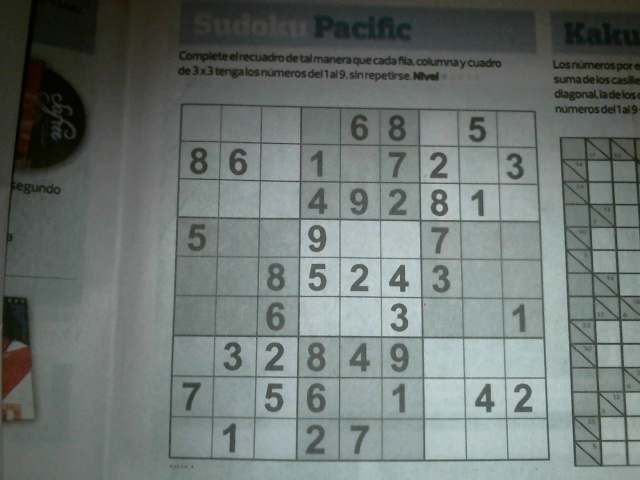 Sudoku Pacific
Kaku
Complete el recuadro de tal manera que cada fila, columna y cuadro
de 3 x 3 tenga los números del 1 al 9, sin repetirse. Nivel
Los números por e
suma de los casille
diagonal, la de los c
números del 1 al 9
segundo
6 8 5
8 6 1 7 2 3
4 9 2 8 1
5 9 7
8 5 2 4 3
6 3 1
3 2 8 4 9
7 5 6 1 4 2
1 2 7